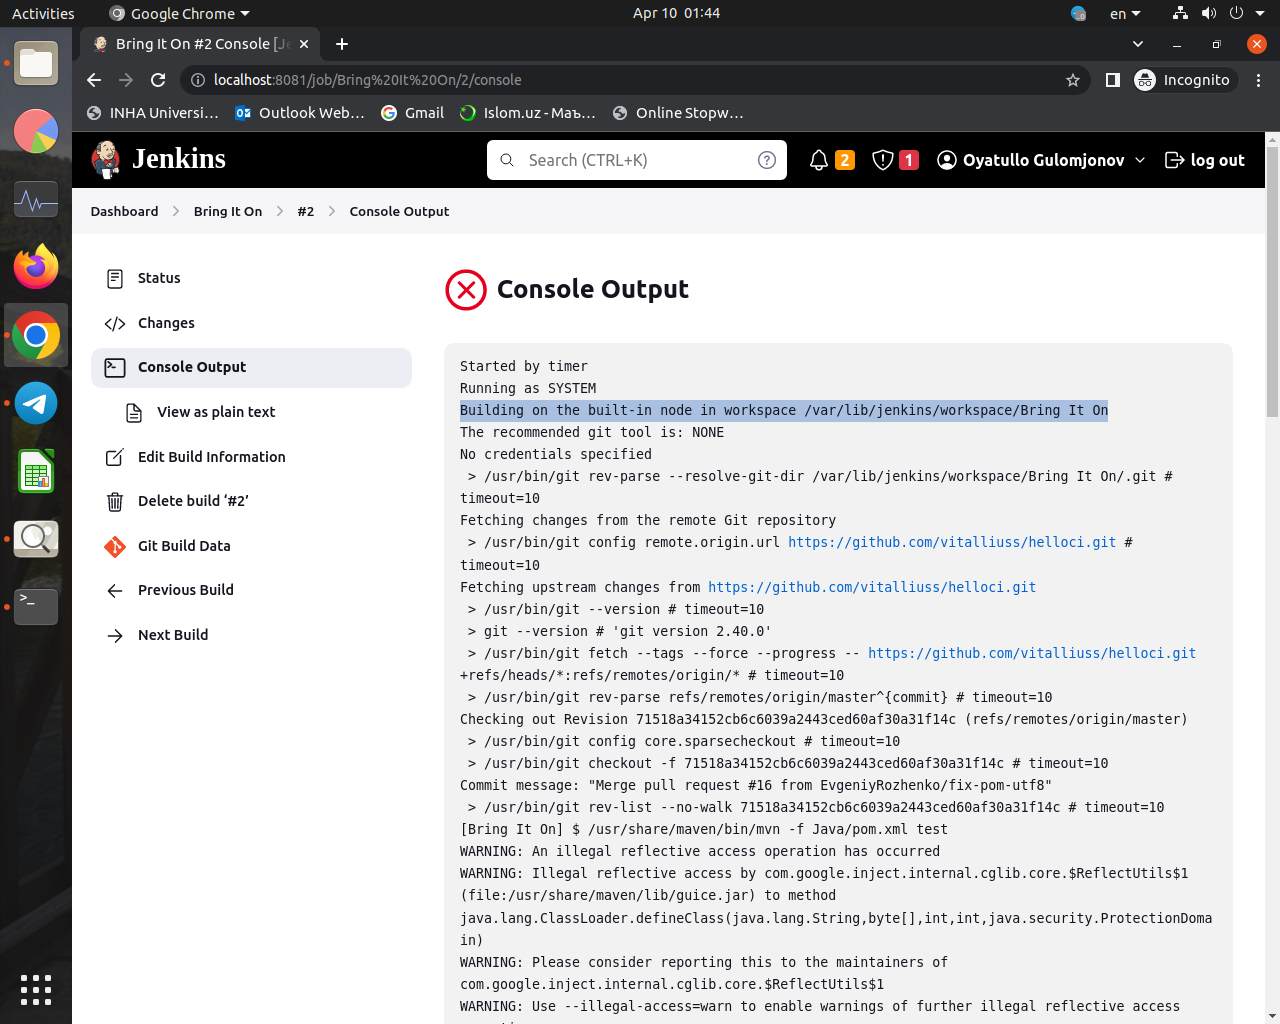 Activities
Google Chrome
Apr 10 01:44
en
Bring It On #2 Console [Je
localhost:8081/job/Bring%20It%20On/2/console
Incognito
INHA Universi…
Outlook Web…
Gmail
Islom.uz - Маъ…
Online Stopw…
Jenkins
Search (CTRL+K)
2
1
Oyatullo Gulomjonov
log out
Dashboard
Bring It On
#2
Console Output
Status
Changes
Console Output
View as plain text
Edit Build Information
Delete build ‘#2’
Git Build Data
Previous Build
Next Build
Console Output
Started by timer
Running as SYSTEM
Building on the built-in node in workspace /var/lib/jenkins/workspace/Bring It On
The recommended git tool is: NONE
No credentials specified
> /usr/bin/git rev-parse --resolve-git-dir /var/lib/jenkins/workspace/Bring It On/.git #
timeout=10
Fetching changes from the remote Git repository
> /usr/bin/git config remote.origin.url https://github.com/vitalliuss/helloci.git #
timeout=10
Fetching upstream changes from https://github.com/vitalliuss/helloci.git
> /usr/bin/git --version # timeout=10
> git --version # 'git version 2.40.0'
> /usr/bin/git fetch --tags --force --progress -- https://github.com/vitalliuss/helloci.git
+refs/heads/*:refs/remotes/origin/* # timeout=10
> /usr/bin/git rev-parse refs/remotes/origin/master^{commit} # timeout=10
Checking out Revision 71518a34152cb6c6039a2443ced60af30a31f14c (refs/remotes/origin/master)
> /usr/bin/git config core.sparsecheckout # timeout=10
> /usr/bin/git checkout -f 71518a34152cb6c6039a2443ced60af30a31f14c # timeout=10
Commit message: "Merge pull request #16 from EvgeniyRozhenko/fix-pom-utf8"
> /usr/bin/git rev-list --no-walk 71518a34152cb6c6039a2443ced60af30a31f14c # timeout=10
[Bring It On] $ /usr/share/maven/bin/mvn -f Java/pom.xml test
WARNING: An illegal reflective access operation has occurred
WARNING: Illegal reflective access by com.google.inject.internal.cglib.core.$ReflectUtils$1
(file:/usr/share/maven/lib/guice.jar) to method
java.lang.ClassLoader.defineClass(java.lang.String,byte[],int,int,java.security.ProtectionDoma
in)
WARNING: Please consider reporting this to the maintainers of
com.google.inject.internal.cglib.core.$ReflectUtils$1
WARNING: Use --illegal-access=warn to enable warnings of further illegal reflective access